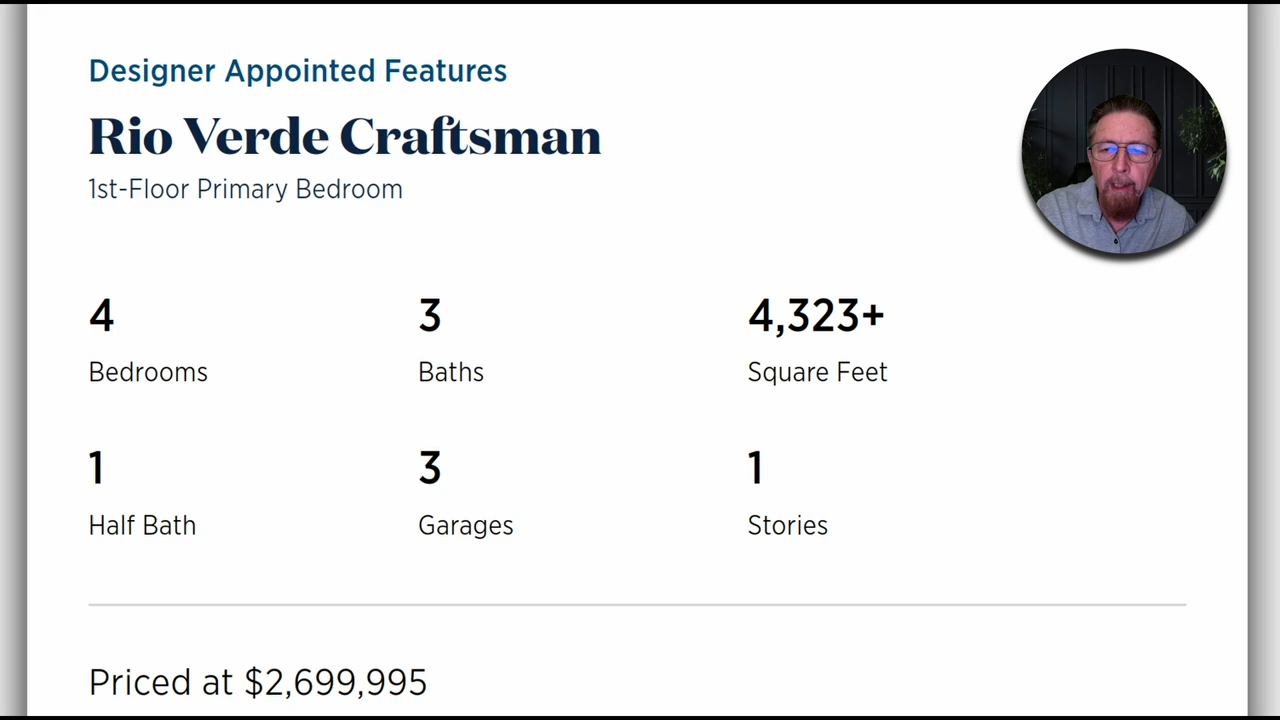 Designer Appointed Features
Rio Verde Craftsman
1st-Floor Primary Bedroom
4 3 4,323+
Bedrooms Baths Square Feet
1 3 1
Half Bath Garages Stories
Priced at $2,699,995